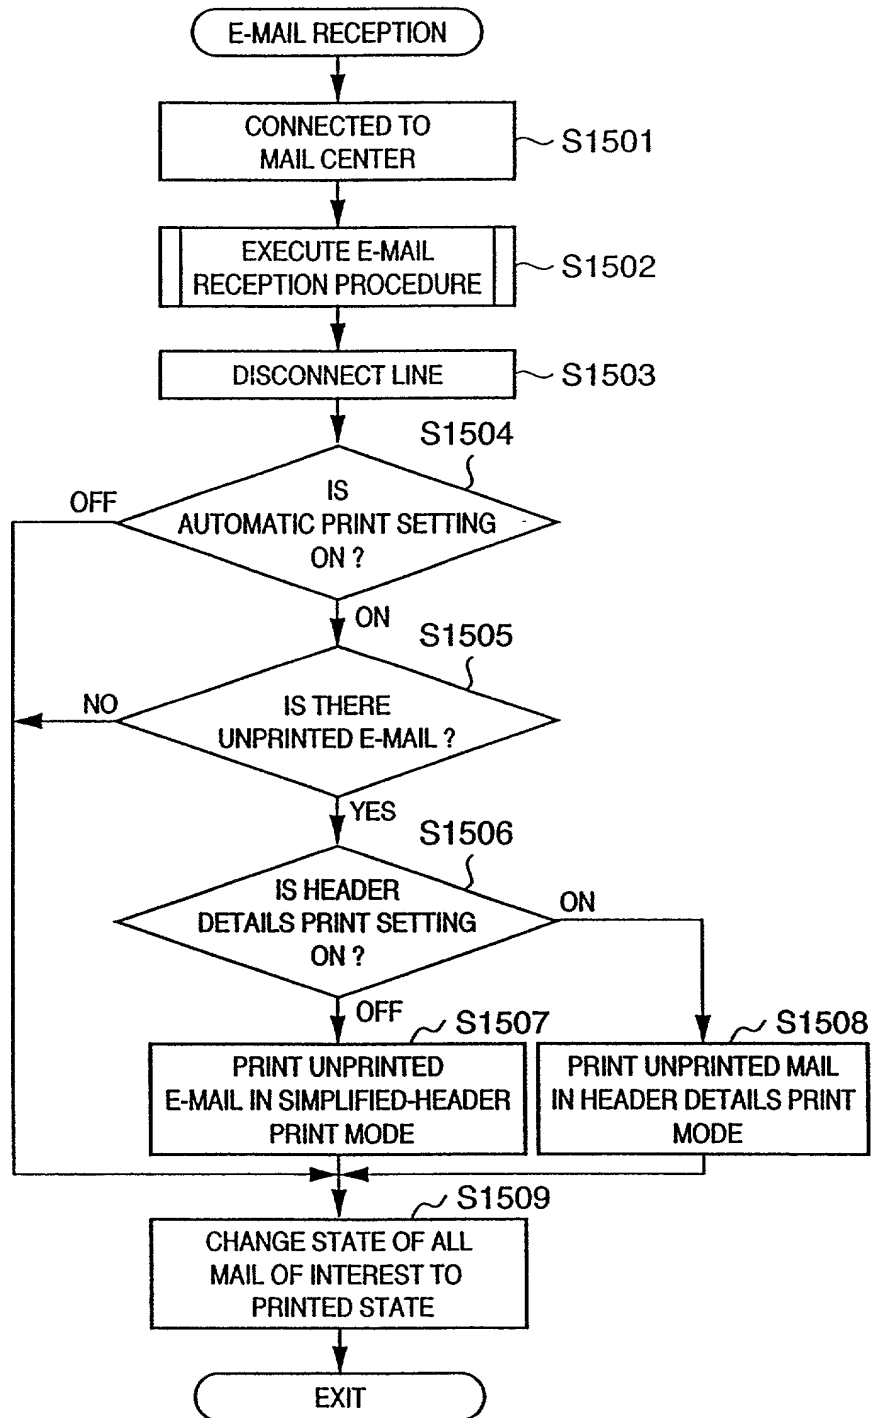 E-MAIL RECEPTION
CONNECTED TO
MAIL CENTER
S1501
EXECUTE E-MAIL
RECEPTION PROCEDURE
S1502
DISCONNECT LINE
S1503
S1504
IS
AUTOMATIC PRINT SETTING
ON ?
OFF
ON
S1505
IS THERE
UNPRINTED E-MAIL ?
NO
YES
S1506
IS HEADER
DETAILS PRINT SETTING
ON ?
ON
OFF
S1507
PRINT UNPRINTED
E-MAIL IN SIMPLIFIED-HEADER
PRINT MODE
S1508
PRINT UNPRINTED MAIL
IN HEADER DETAILS PRINT
MODE
S1509
CHANGE STATE OF ALL
MAIL OF INTEREST TO
PRINTED STATE
EXIT